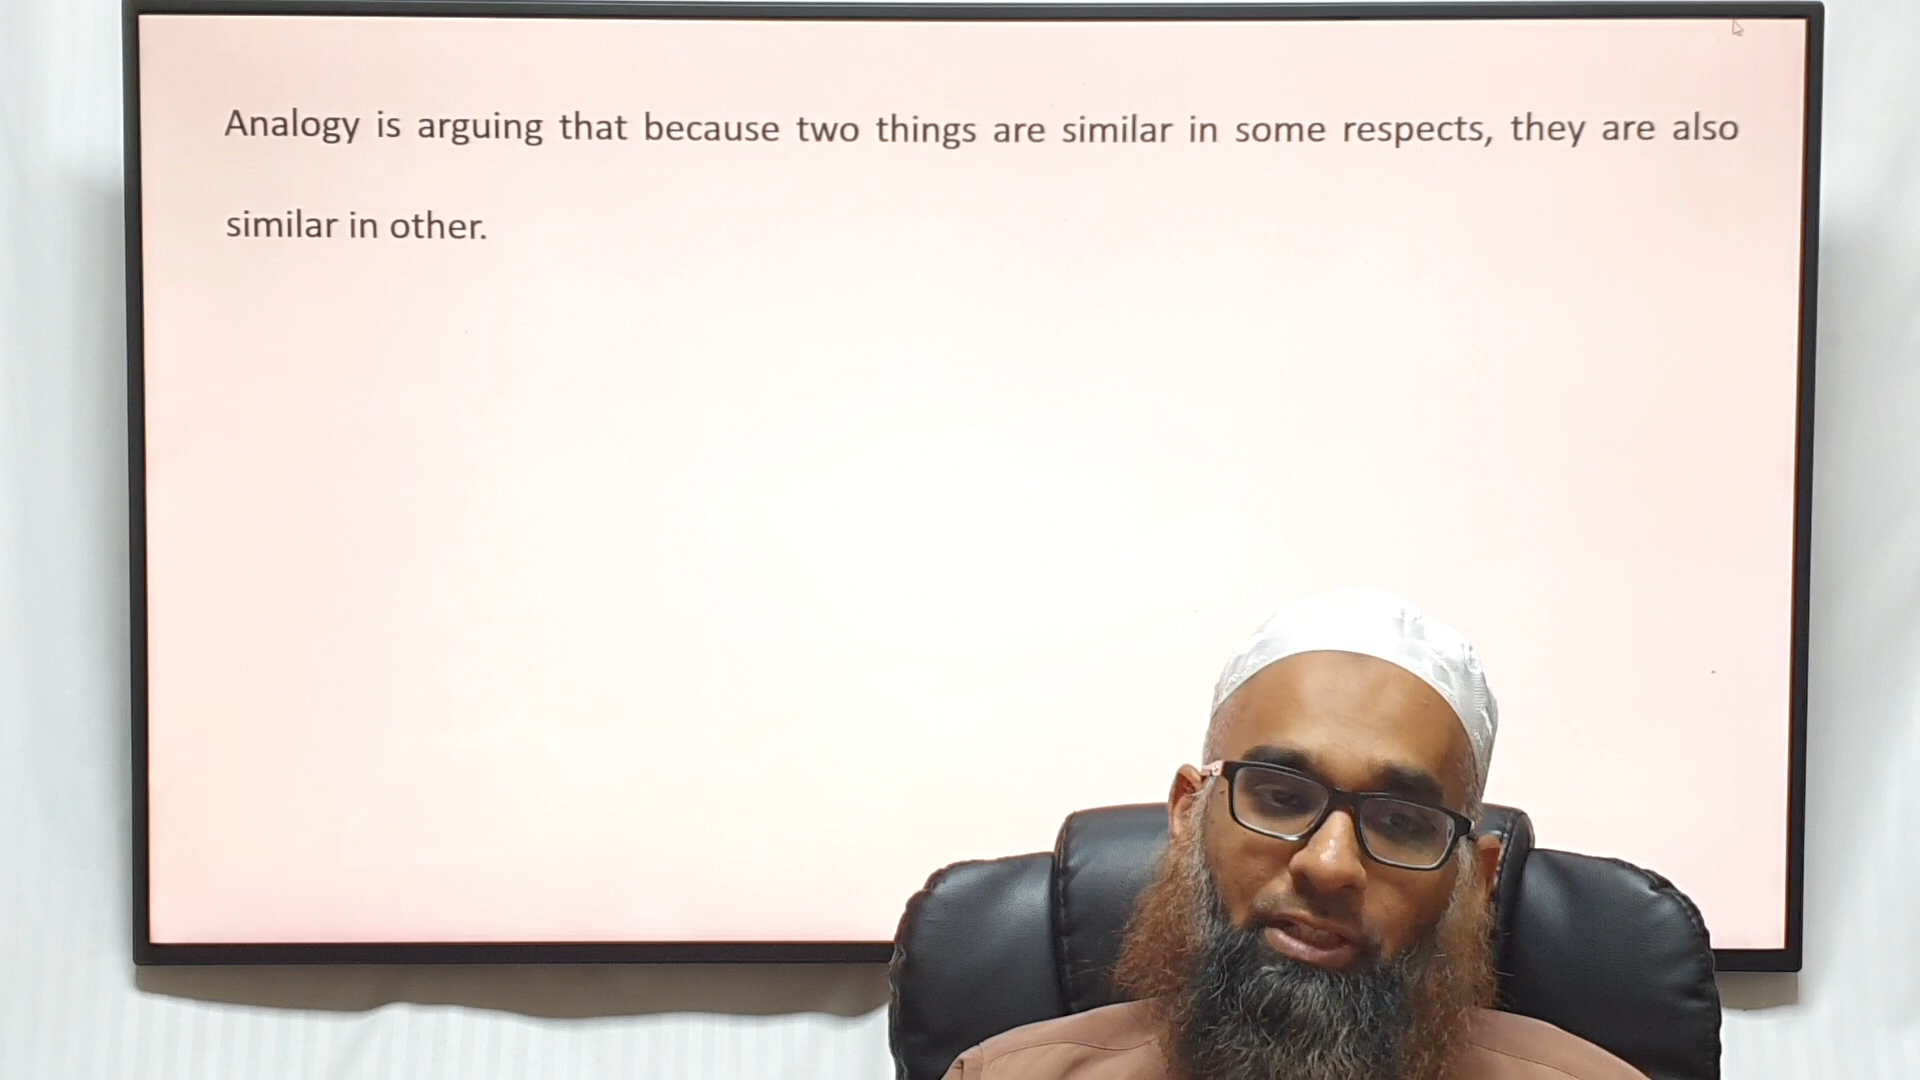 Analogy is arguing that because two things are similar in some respects, they are also
similar in other.